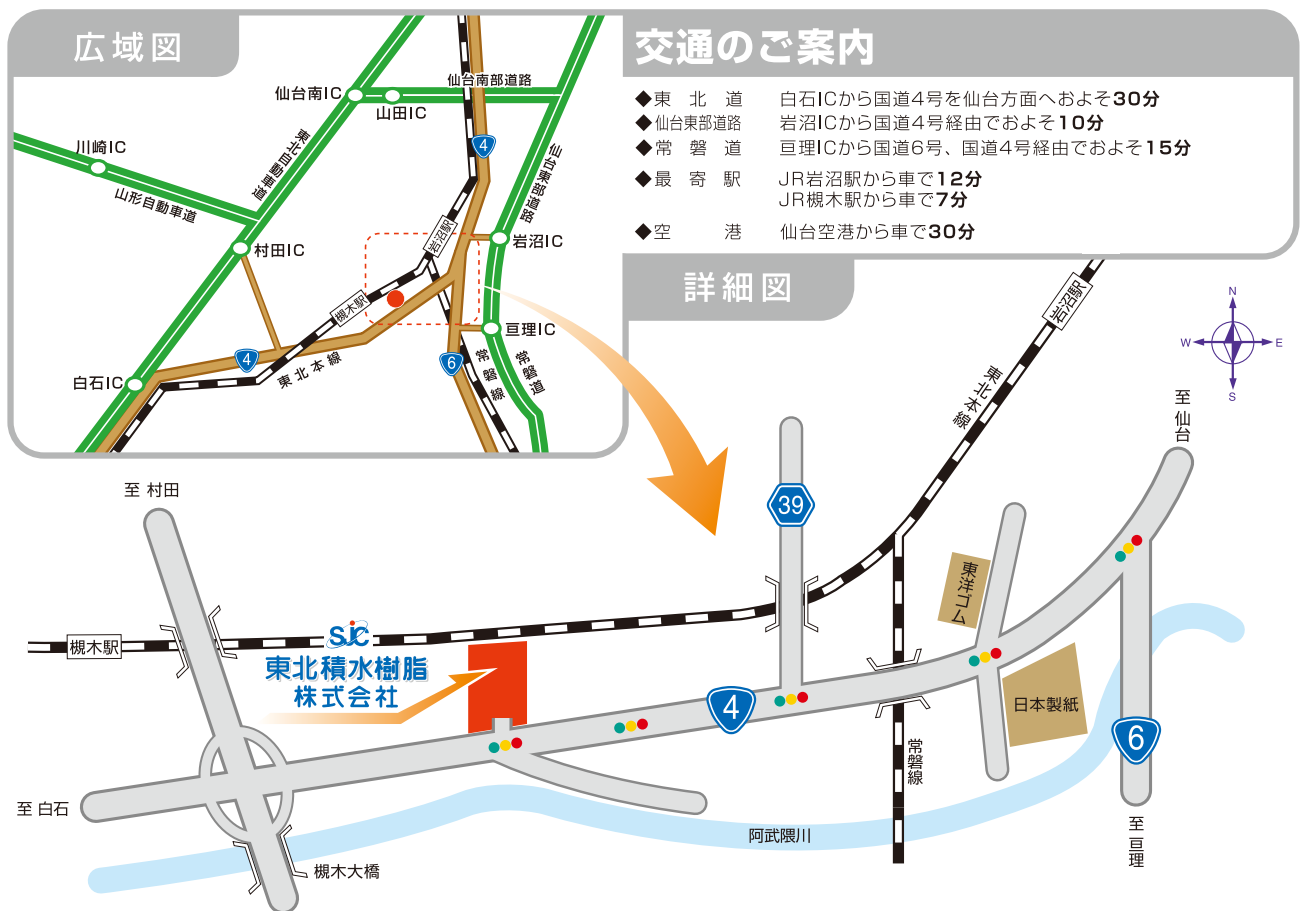 広域図
仙台南IC
山田IC
仙台南部道路
川崎IC
山形自動車道
東北自動車道
4
仙台東部道路
村田IC
岩沼駅
岩沼IC
槻木駅
亘理IC
4
東北本線
6
常磐線
常磐道
白石IC
交通のご案内
◆東北道 白石ICから国道4号を仙台方面へおよそ30分
◆仙台東部道路 岩沼ICから国道4号経由でおよそ10分
◆常磐道 亘理ICから国道6号、国道4号経由でおよそ15分
◆最寄駅 JR岩沼駅から車で12分
JR槻木駅から車で7分
◆空港 仙台空港から車で30分
詳細図
岩沼駅
N
W
E
S
東北本線
至 仙台
至 村田
39
東洋ゴム
槻木駅
SJC
東北積水樹脂
株式会社
4
日本製紙
6
常磐線
至 白石
阿武隈川
至 亘理
槻木大橋